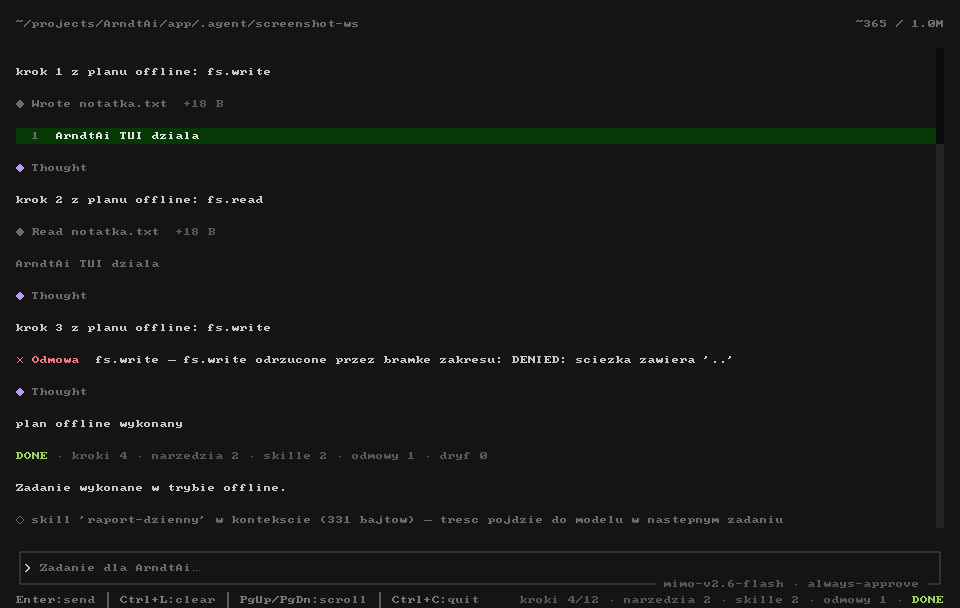 ~/projects/ArndtAi/app/.agent/screenshot-ws ~365 / 1.0M
krok 1 z planu offline: fs.write
◆ Wrote notatka.txt +18 B
1 ArndtAi TUI dziala
◆ Thought
krok 2 z planu offline: fs.read
◆ Read notatka.txt +18 B
ArndtAi TUI dziala
◆ Thought
krok 3 z planu offline: fs.write
✕ Odmowa fs.write — fs.write odrzucone przez bramke zakresu: DENIED: sciezka zawiera '..'
◆ Thought
plan offline wykonany
DONE · kroki 4 · narzedzia 2 · skille 2 · odmowy 1 · dryf 0
Zadanie wykonane w trybie offline.
◇ skill 'raport-dzienny' w kontekscie (331 bajtow) — tresc pojdzie do modelu w nastepnym zadaniu
❯ Zadanie dla ArndtAi…
mimo-v2.6-flash · always-approve
Enter:send │ Ctrl+L:clear │ PgUp/PgDn:scroll │ Ctrl+C:quit kroki 4/12 · narzedzia 2 · skille 2 · odmowy 1 · DONE